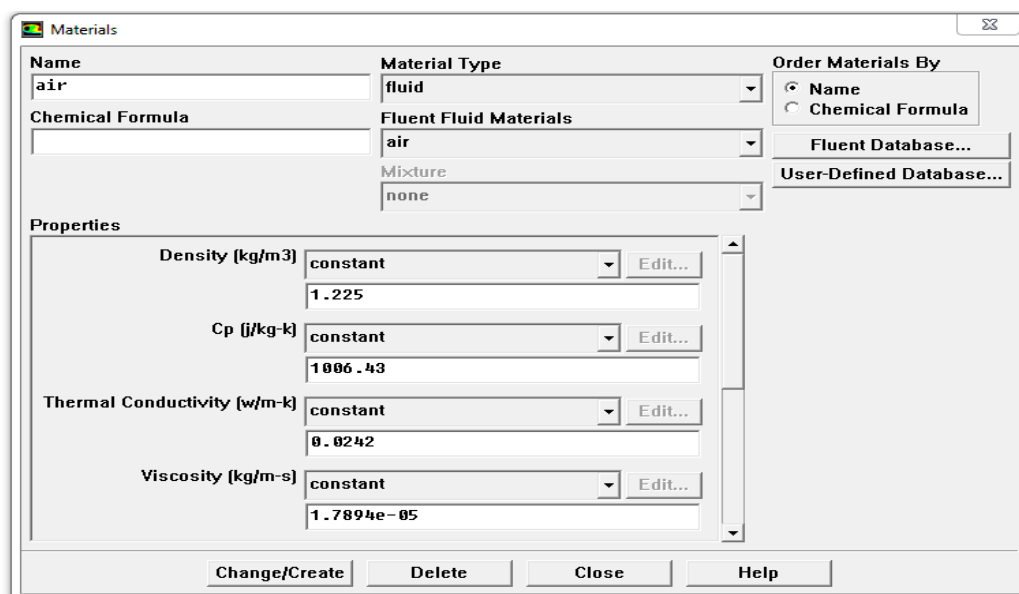 Materials
Name
air
Chemical Formula
Material Type
fluid
Fluent Fluid Materials
air
Mixture
none
Order Materials By
Name
Chemical Formula
Fluent Database...
User-Defined Database...
Properties
Density (kg/m3) constant Edit...
1.225
Cp (j/kg-k) constant Edit...
1006.43
Thermal Conductivity (w/m-k) constant Edit...
0.0242
Viscosity (kg/m-s) constant Edit...
1.7894e-05
Change/Create Delete Close Help